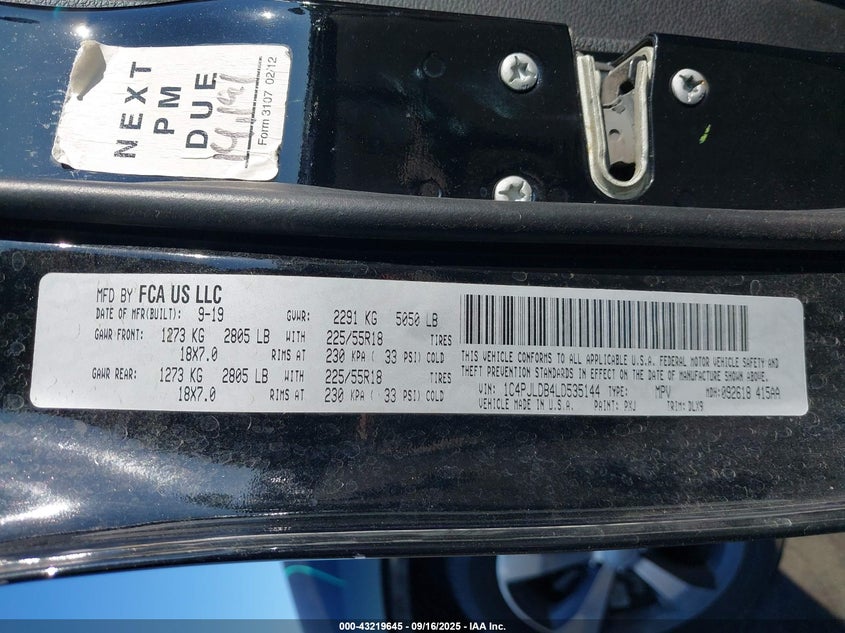 NEXT
PM
DUE
Form 3107 02/12
MFD BY FCA US LLC
DATE OF MFR(BUILT): 9-19 GVWR: 2291 KG 5050 LB
GAWR FRONT: 1273 KG 2805 LB WITH 225/55R18 TIRES
18X7.0 RIMS AT 230 KPA ( 33 PSI) COLD
GAWR REAR: 1273 KG 2805 LB WITH 225/55R18 TIRES
18X7.0 RIMS AT 230 KPA ( 33 PSI) COLD
THIS VEHICLE CONFORMS TO ALL APPLICABLE U.S.A. FEDERAL MOTOR VEHICLE SAFETY AND
THEFT PREVENTION STANDARDS IN EFFECT ON THE DATE OF MANUFACTURE SHOWN ABOVE.
VIN: 1C4PJLDB4LD535144 TYPE: MPV MDH:092618 415AA
VEHICLE MADE IN U.S.A. PAINT: PXJ TRIM: DLX9
000-43219645 - 09/16/2025 - IAA Inc.